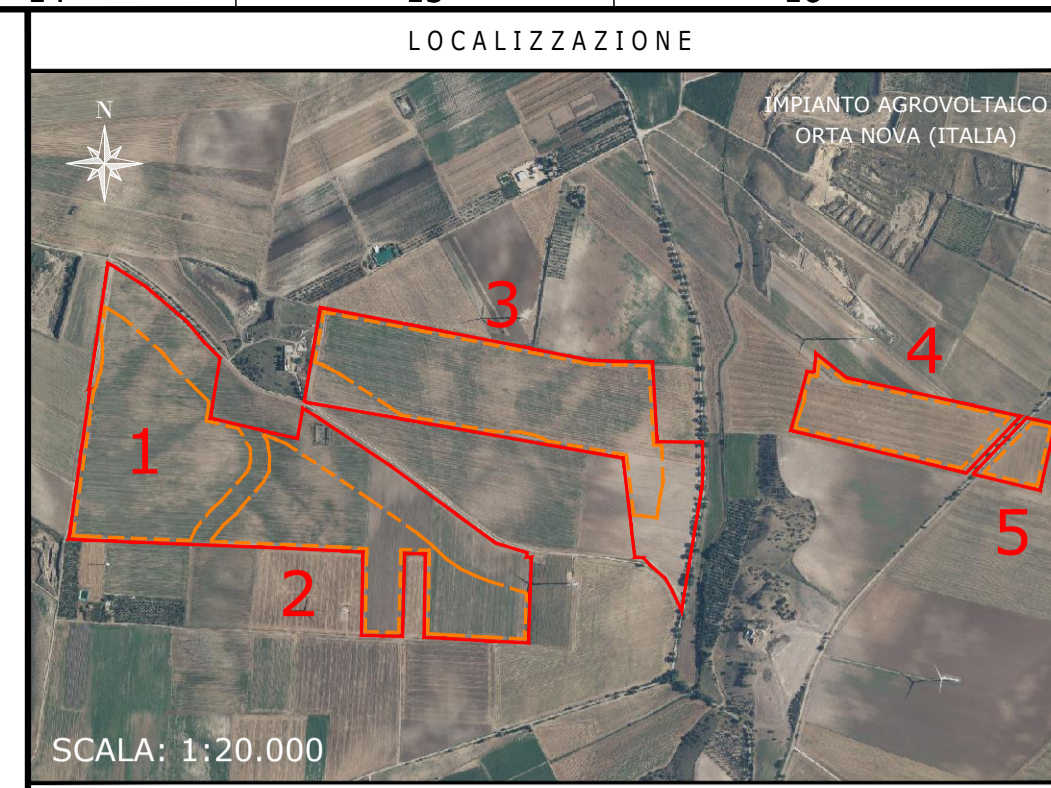 LOCALIZZAZIONE
N
IMPIANTO AGROVOLTAICO
ORTA NOVA (ITALIA)
3
4
1
5
2
SCALA: 1:20.000